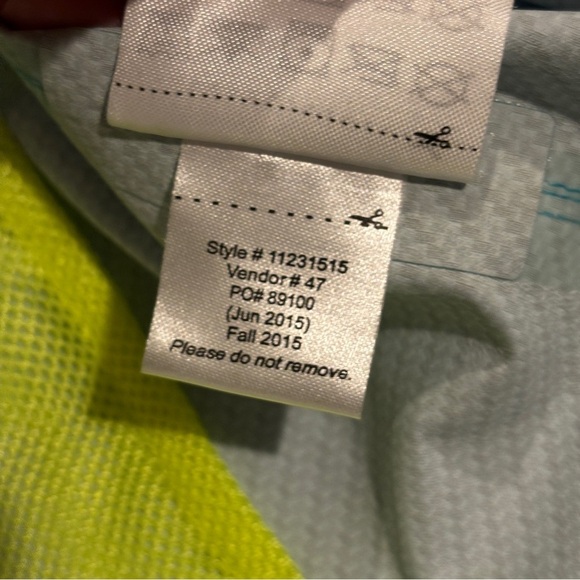 Style # 11231515
Vendor # 47
PO# 89100
(Jun 2015)
Fall 2015
Please do not remove.